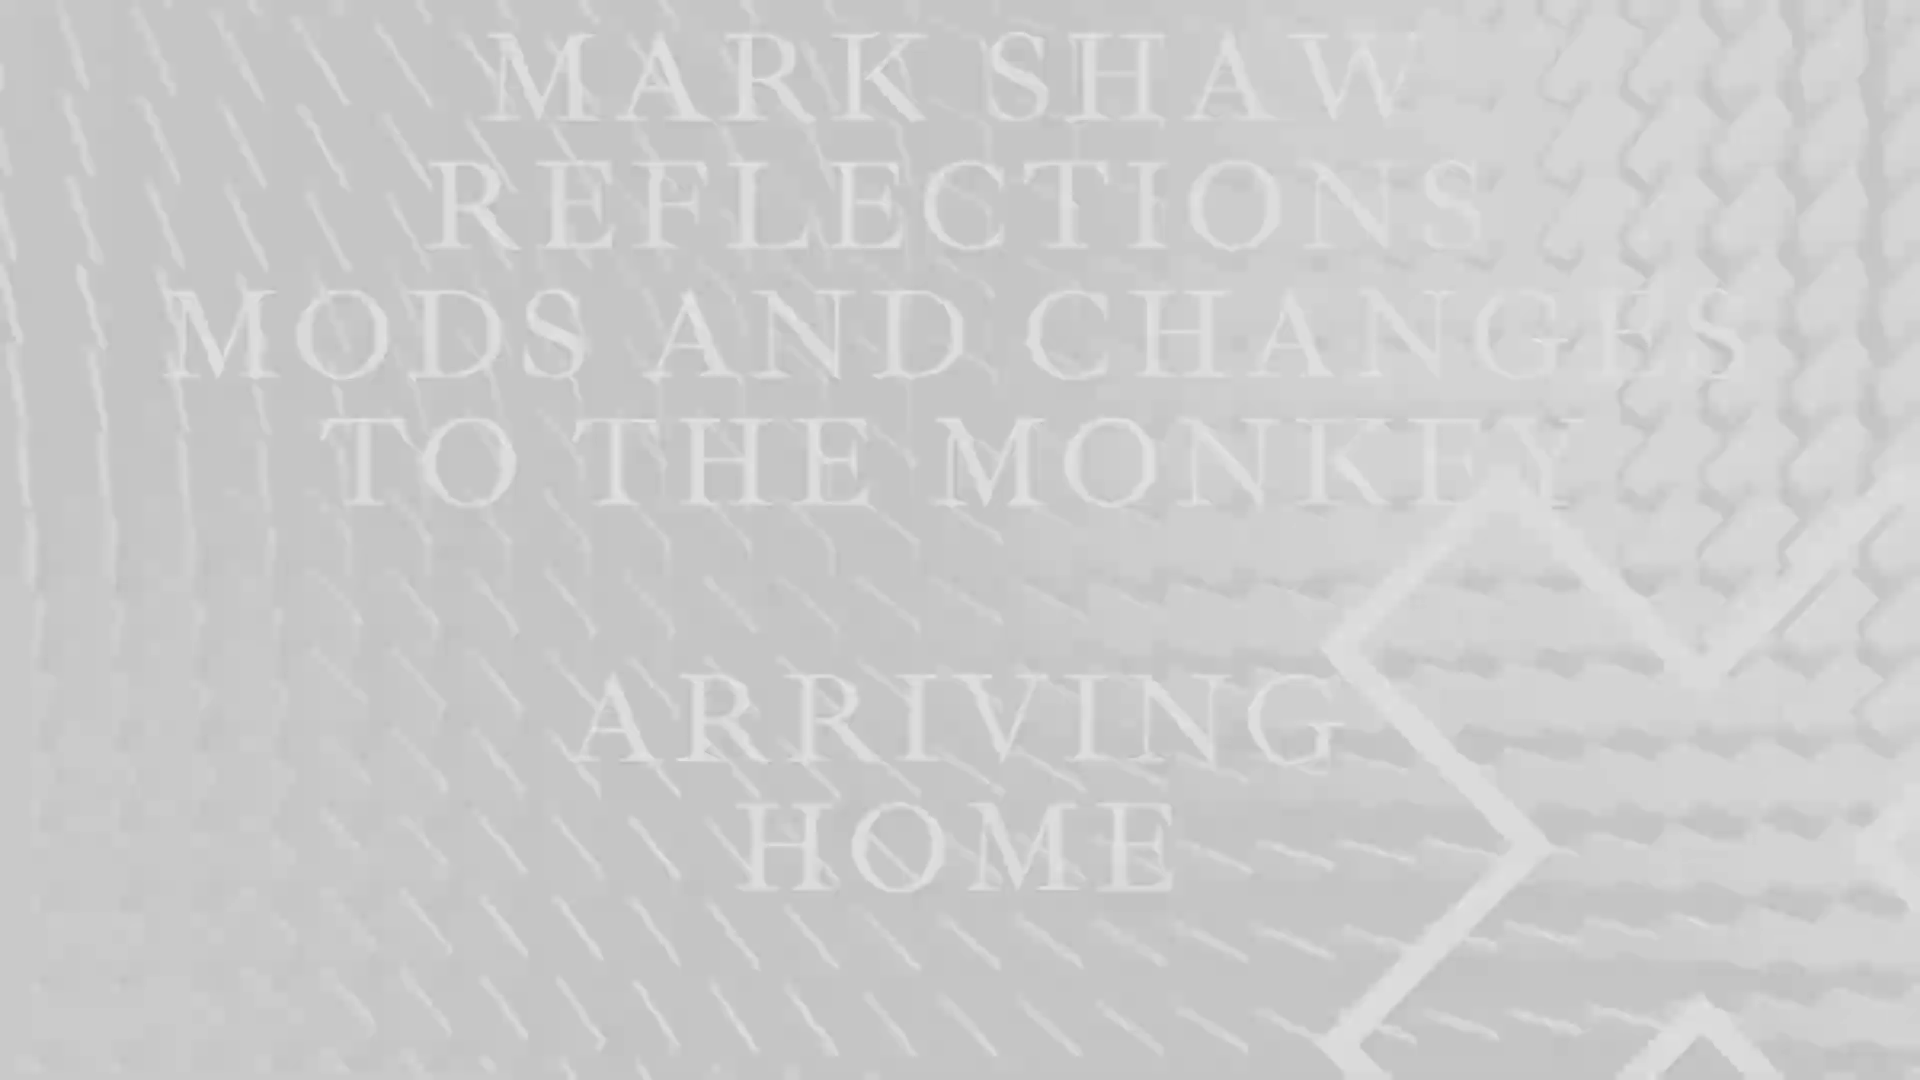 MARK SHAW
REFLECTIONS
MODS AND CHANGES
TO THE MONKEY
ARRIVING
HOME